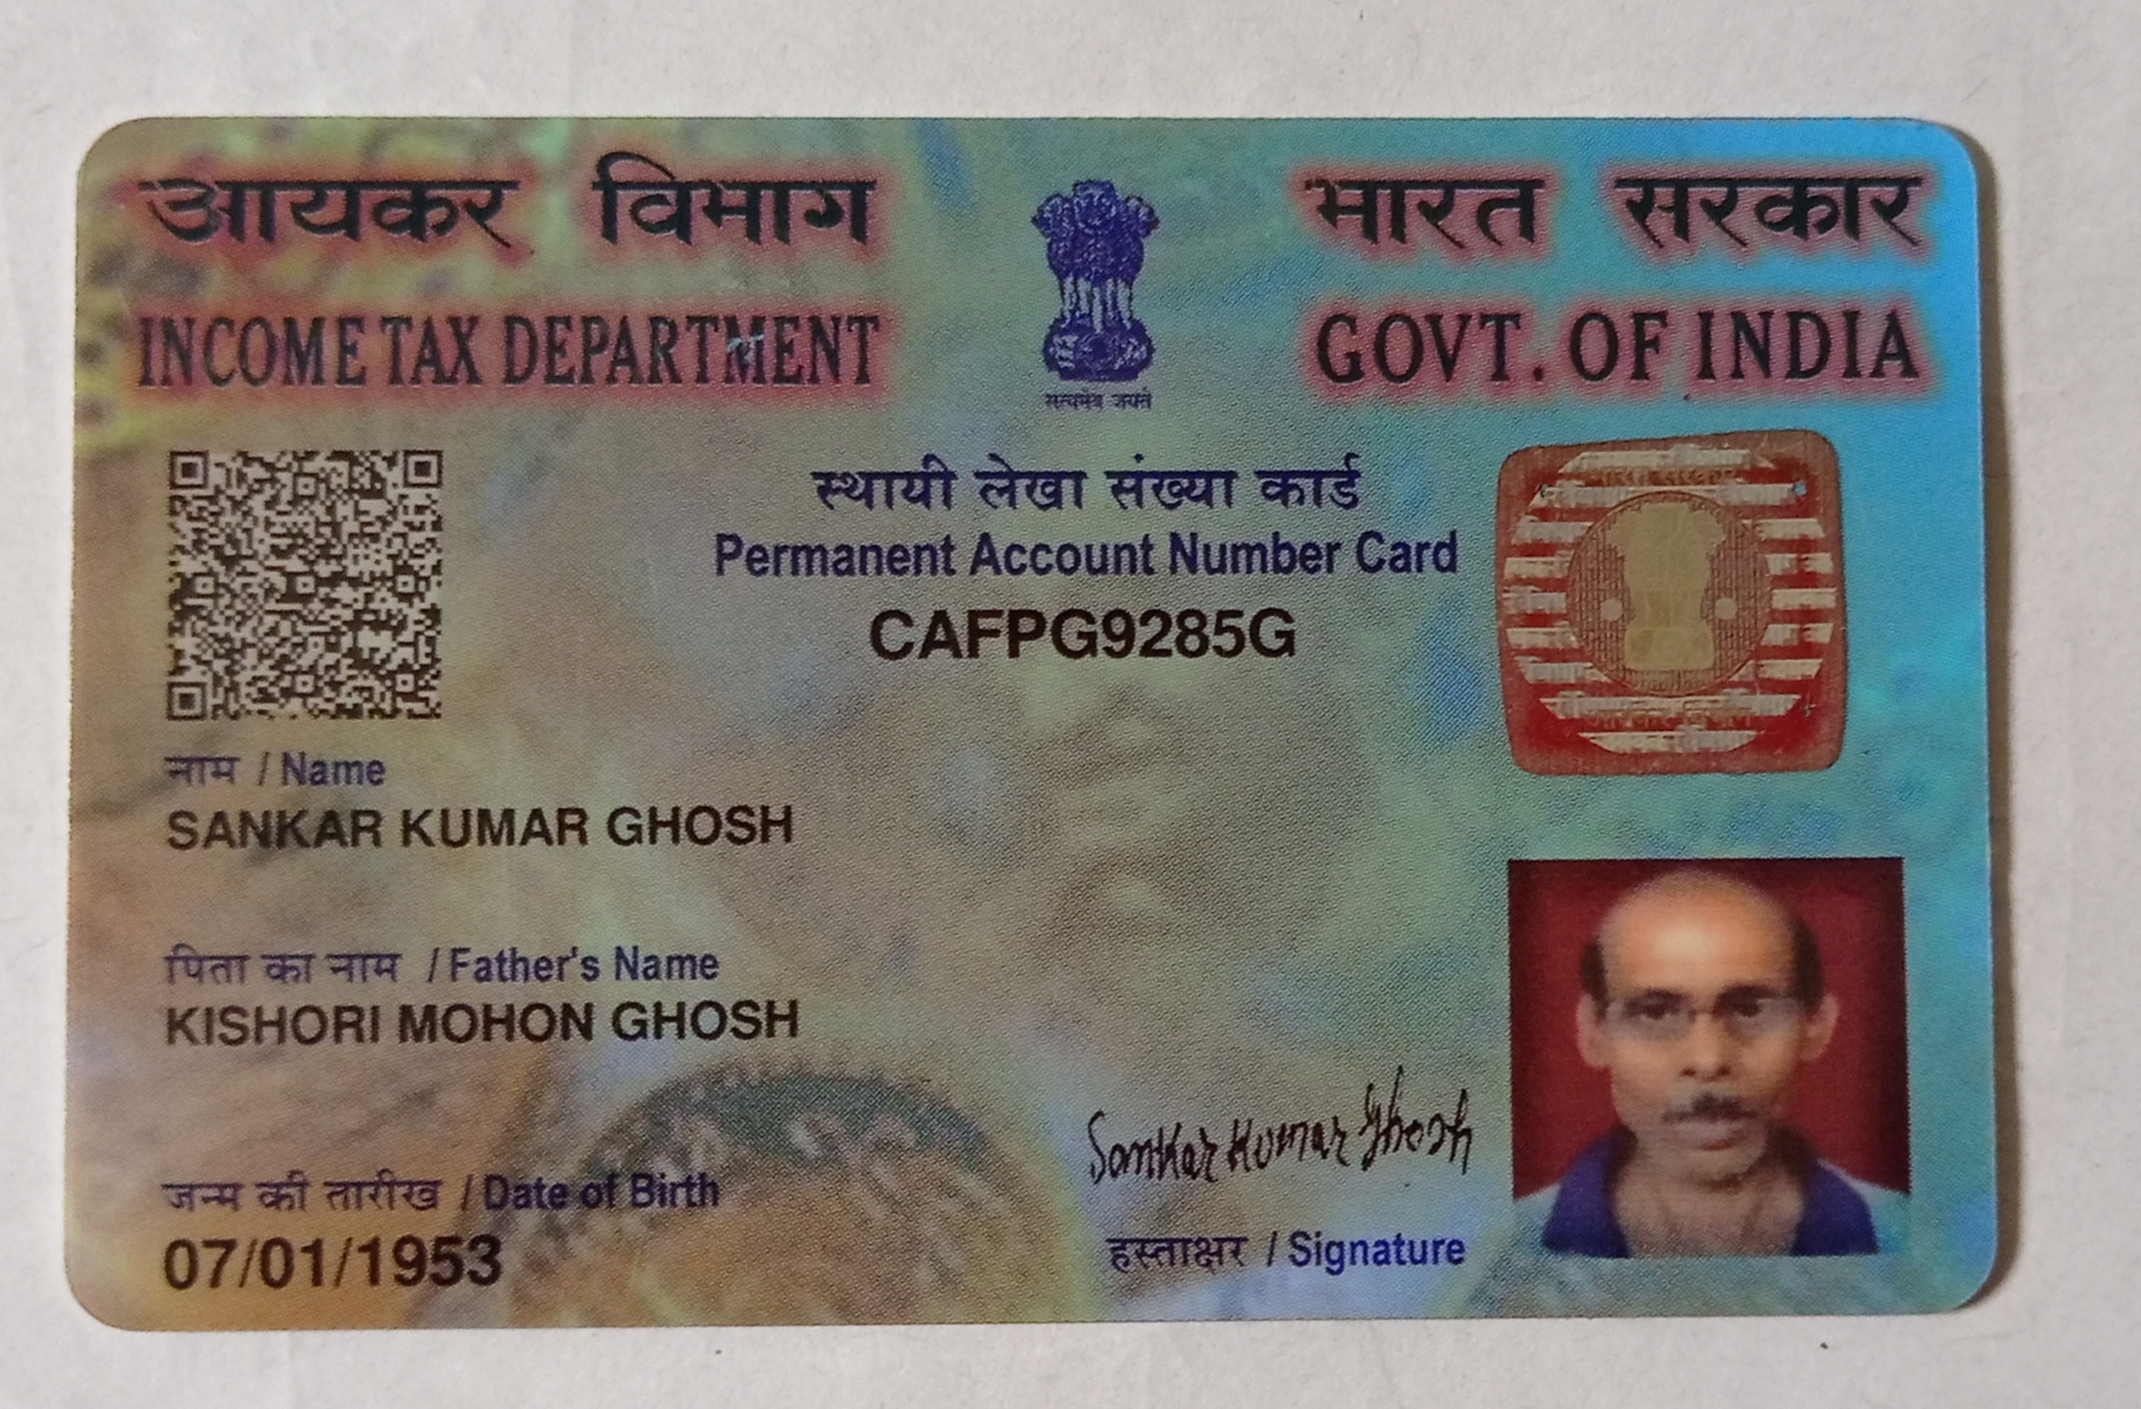 आयकर विभाग
INCOME TAX DEPARTMENT
सत्यमेव जयते
भारत सरकार
GOVT. OF INDIA
स्थायी लेखा संख्या कार्ड
Permanent Account Number Card
CAFPG9285G
नाम / Name
SANKAR KUMAR GHOSH
पिता का नाम / Father's Name
KISHORI MOHON GHOSH
जन्म की तारीख / Date of Birth
07/01/1953
Sankar Kumar Ghosh
हस्ताक्षर / Signature